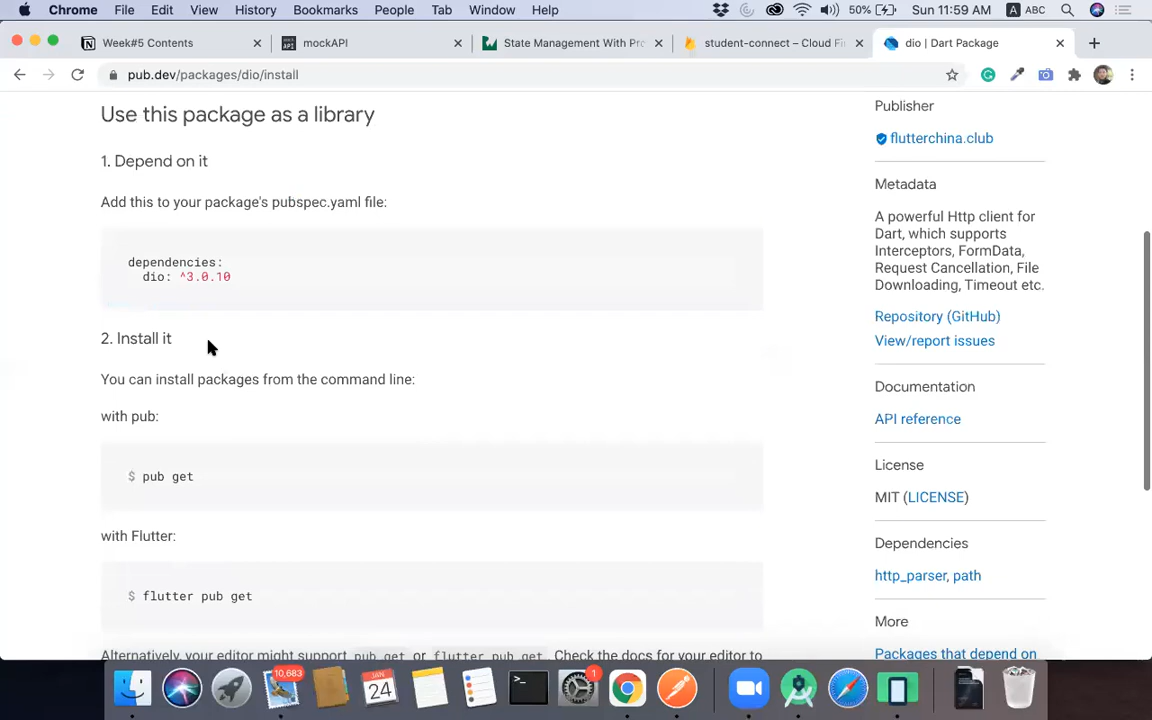 Chrome File Edit View History Bookmarks People Tab Window Help 50% Sun 11:59 AM A ABC
Week#5 Contents
mockAPI
State Management With Pro
student-connect – Cloud Fi
dio | Dart Package
pub.dev/packages/dio/install
Use this package as a library
1. Depend on it
Add this to your package's pubspec.yaml file:
dependencies:
dio: ^3.0.10
2. Install it
You can install packages from the command line:
with pub:
$ pub get
with Flutter:
$ flutter pub get
Alternatively, your editor might support pub get or flutter pub get. Check the docs for your editor to
Publisher
flutterchina.club
Metadata
A powerful Http client for
Dart, which supports
Interceptors, FormData,
Request Cancellation, File
Downloading, Timeout etc.
Repository (GitHub)
View/report issues
Documentation
API reference
License
MIT (LICENSE)
Dependencies
http_parser, path
More
Packages that depend on
10,683
JAN
24
1